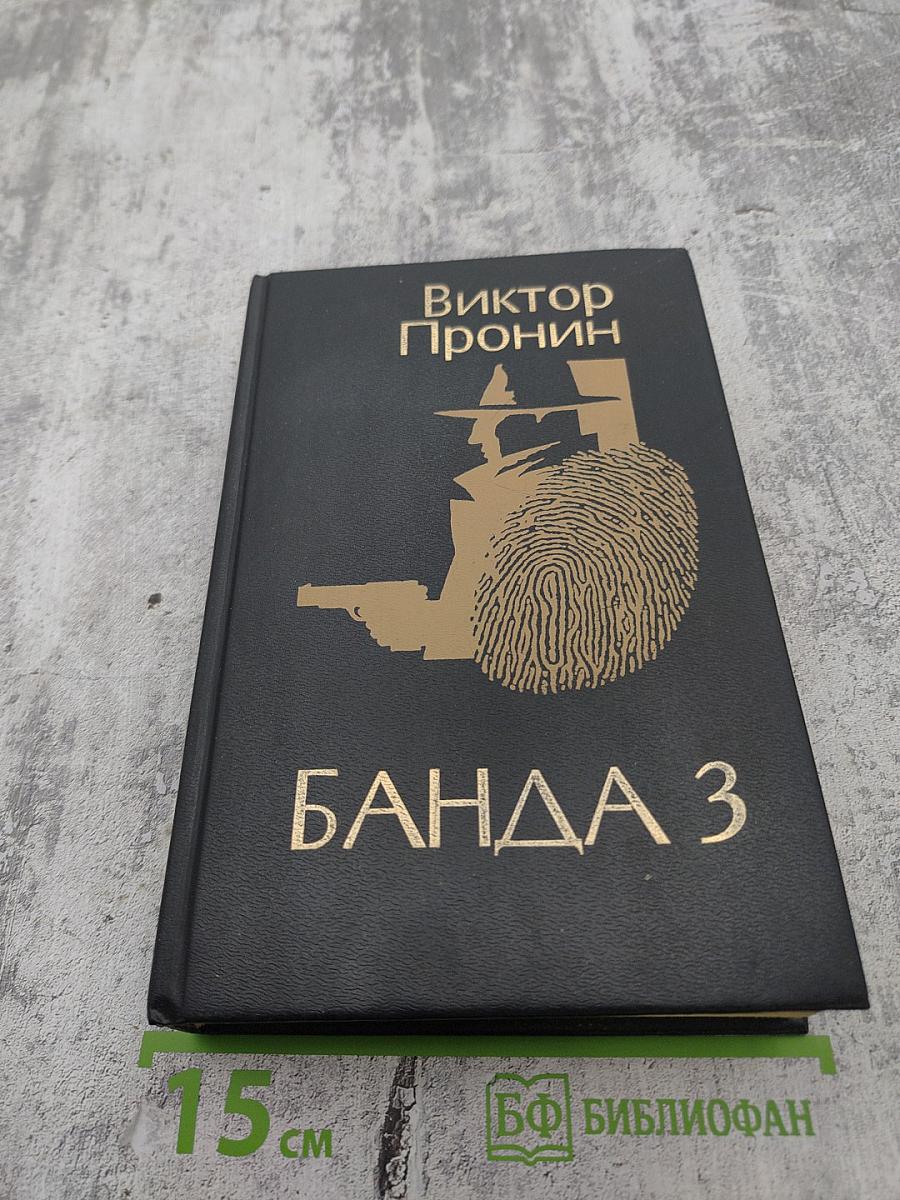 Виктор
Пронин
БАНДА 3
15 см
БФ БИБЛИОФАН